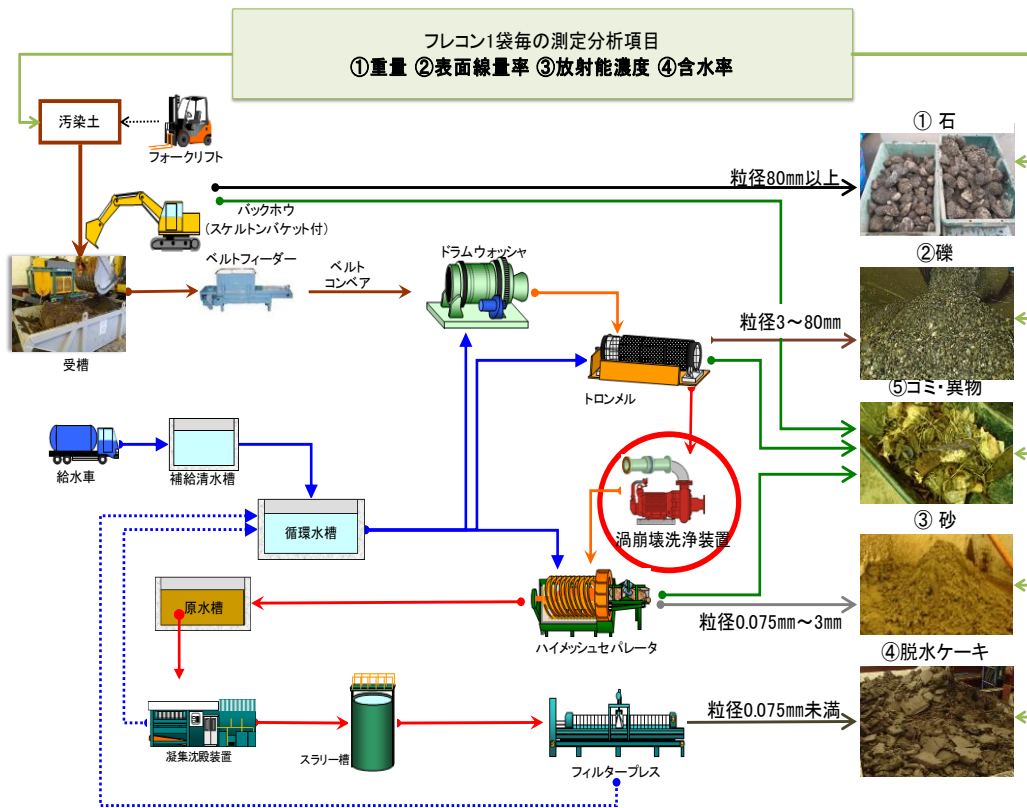 フレコン1袋毎の測定分析項目
①重量 ②表面線量率 ③放射能濃度 ④含水率
汚染土
フォークリフト
① 石
粒径80mm以上
バックホウ
(スケルトンバケット付)
②礫
ベルトフィーダー
ベルト
コンベア
ドラムウォッシャ
粒径3～80mm
受槽
トロンメル
⑤ゴミ・異物
給水車
補給清水槽
循環水槽
渦崩壊洗浄装置
③ 砂
原水槽
粒径0.075mm～3mm
ハイメッシュセパレータ
④脱水ケーキ
粒径0.075mm未満
凝集沈殿装置
スラリー槽
フィルタープレス